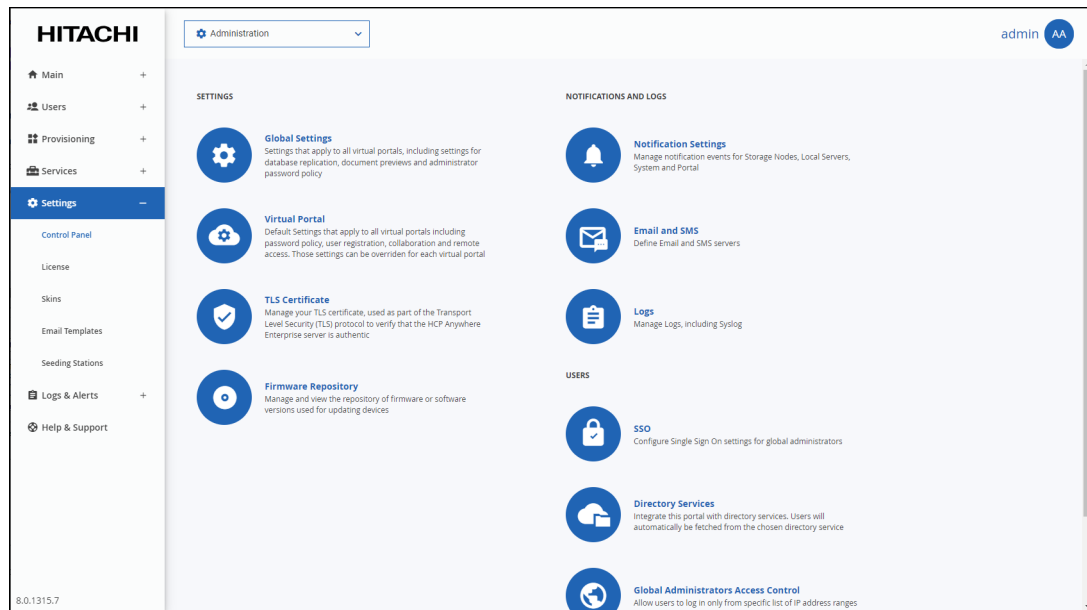 HITACHI
Administration
admin AA
Main +
Users +
Provisioning +
Services +
Settings −
Control Panel
License
Skins
Email Templates
Seeding Stations
Logs & Alerts +
Help & Support
8.0.1315.7
SETTINGS
Global Settings
Settings that apply to all virtual portals, including settings for
database replication, document previews and administrator
password policy
Virtual Portal
Default Settings that apply to all virtual portals including
password policy, user registration, collaboration and remote
access. Those settings can be overriden for each virtual portal
TLS Certificate
Manage your TLS certificate, used as part of the Transport
Level Security (TLS) protocol to verify that the HCP Anywhere
Enterprise server is authentic
Firmware Repository
Manage and view the repository of firmware or software
versions used for updating devices
NOTIFICATIONS AND LOGS
Notification Settings
Manage notification events for Storage Nodes, Local Servers,
System and Portal
Email and SMS
Define Email and SMS servers
Logs
Manage Logs, including Syslog
USERS
SSO
Configure Single Sign On settings for global administrators
Directory Services
Integrate this portal with directory services. Users will
automatically be fetched from the chosen directory service
Global Administrators Access Control
Allow users to log in only from specific list of IP address ranges